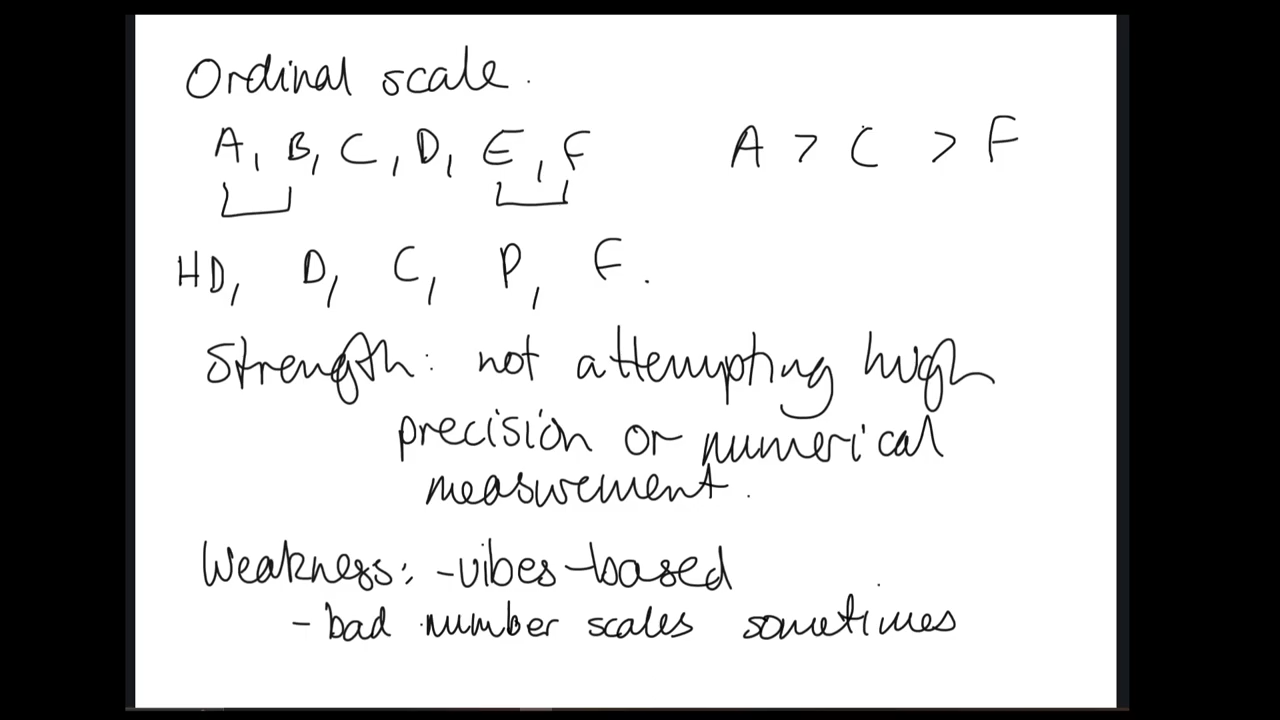 Ordinal scale.
A, B, C, D, E, F A > C > F
HD, D, C, P, F.
Strength: not attempting high
precision or numerical
measurement.
Weakness: -vibes-based
- bad number scales sometimes